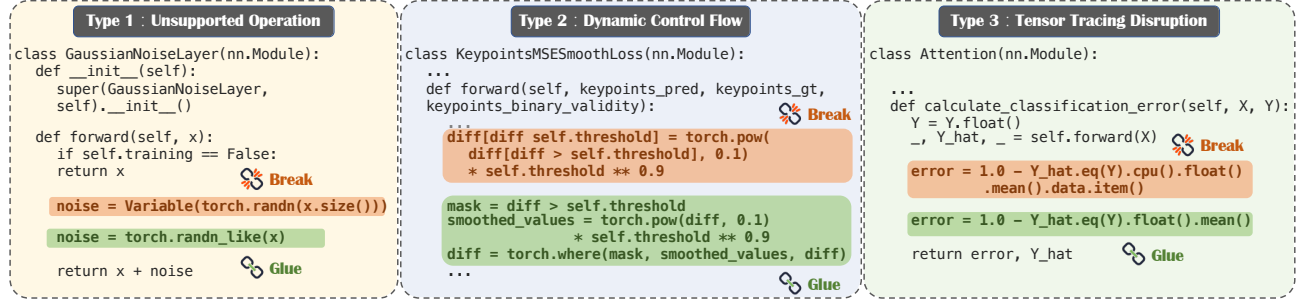 Type 1 : Unsupported Operation
class GaussianNoiseLayer(nn.Module):
def __init__(self):
super(GaussianNoiseLayer,
self).__init__()
def forward(self, x):
if self.training == False:
return x
Break
noise = Variable(torch.randn(x.size()))
noise = torch.randn_like(x)
return x + noise
Glue
Type 2 : Dynamic Control Flow
class KeypointsMSESmoothLoss(nn.Module):
...
def forward(self, keypoints_pred, keypoints_gt,
keypoints_binary_validity):
...
Break
diff[diff self.threshold] = torch.pow(
diff[diff > self.threshold], 0.1)
* self.threshold ** 0.9
mask = diff > self.threshold
smoothed_values = torch.pow(diff, 0.1)
* self.threshold ** 0.9
diff = torch.where(mask, smoothed_values, diff)
...
Glue
Type 3 : Tensor Tracing Disruption
class Attention(nn.Module):
...
def calculate_classification_error(self, X, Y):
Y = Y.float()
_, Y_hat, _ = self.forward(X)
Break
error = 1.0 - Y_hat.eq(Y).cpu().float()
.mean().data.item()
error = 1.0 - Y_hat.eq(Y).float().mean()
return error, Y_hat
Glue